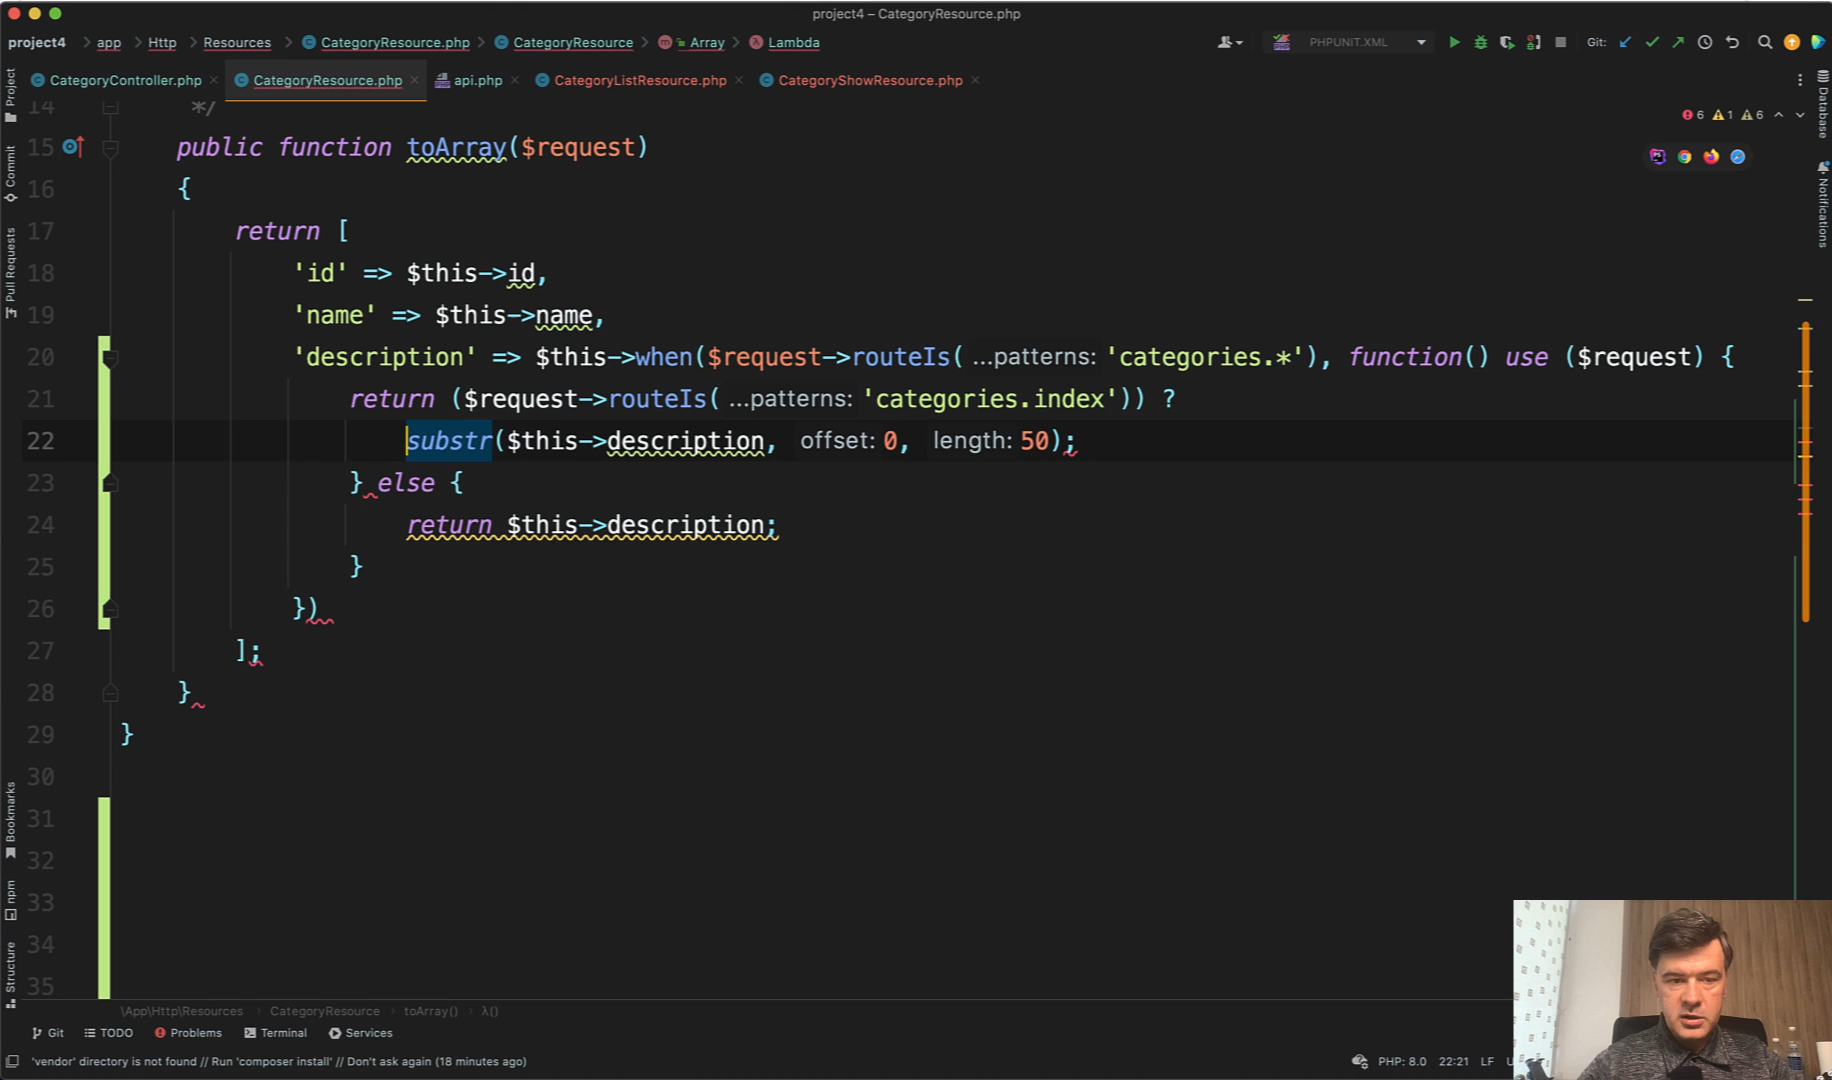 project4 – CategoryResource.php
project4 app Http Resources CategoryResource.php CategoryResource Array Lambda PHPUNIT.XML Git:
CategoryController.php CategoryResource.php api.php CategoryListResource.php CategoryShowResource.php
14 */
6 1 6
15 public function toArray($request)
16 {
17 return [
18 'id' => $this->id,
19 'name' => $this->name,
20 'description' => $this->when($request->routeIs( ...patterns: 'categories.*'), function() use ($request) {
21 return ($request->routeIs( ...patterns: 'categories.index')) ?
22 substr($this->description, offset: 0, length: 50);
23 } else {
24 return $this->description;
25 }
26 })
27 ];
28 }
29 }
30
31
32
33
34
35
Project
Commit
Pull Requests
Bookmarks
npm
Structure
Database
Notifications
\App\Http\Resources CategoryResource toArray() λ()
Git TODO Problems Terminal Services
'vendor' directory is not found // Run 'composer install' // Don't ask again (18 minutes ago) PHP: 8.0 22:21 LF